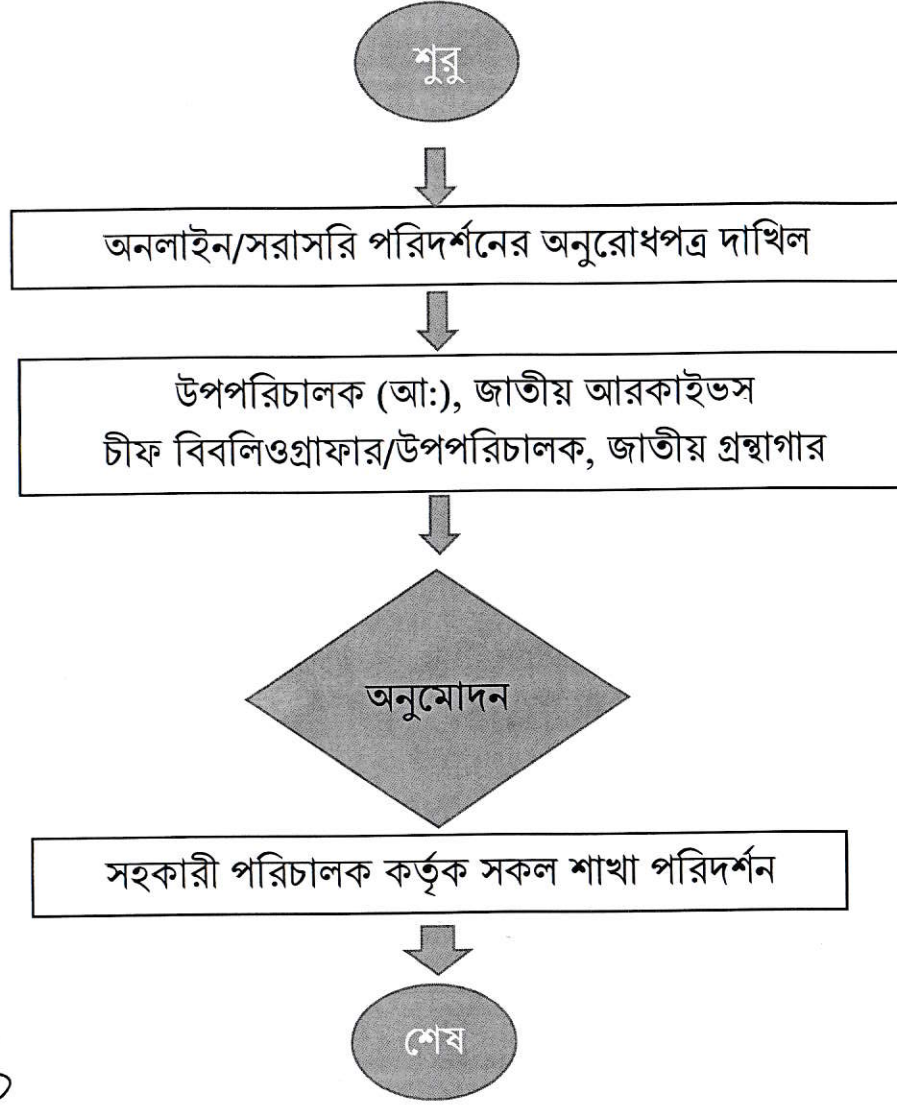 শুরু
অনলাইন/সরাসরি পরিদর্শনের অনুরোধপত্র দাখিল
উপপরিচালক (আ:), জাতীয় আরকাইভস
চীফ বিবলিওগ্রাফার/উপপরিচালক, জাতীয় গ্রন্থাগার
অনুমোদন
সহকারী পরিচালক কর্তৃক সকল শাখা পরিদর্শন
শেষ